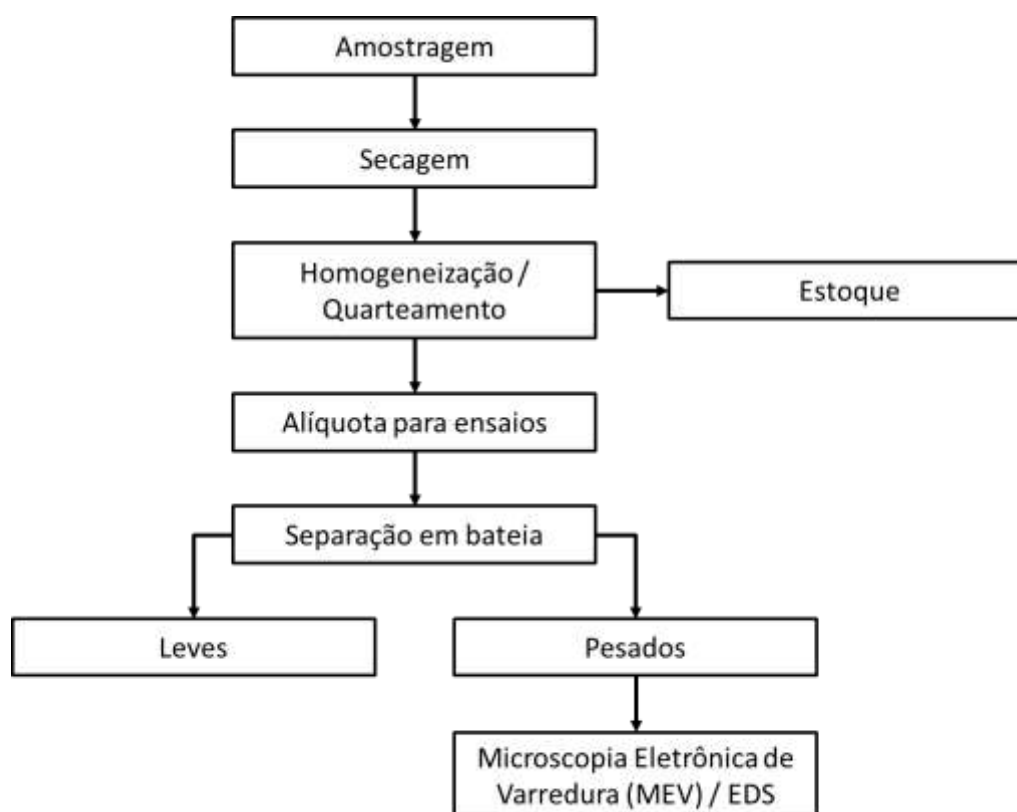 Amostragem
Secagem
Homogeneização /
Quarteamento
Estoque
Alíquota para ensaios
Separação em bateia
Leves
Pesados
Microscopia Eletrônica de
Varredura (MEV) / EDS